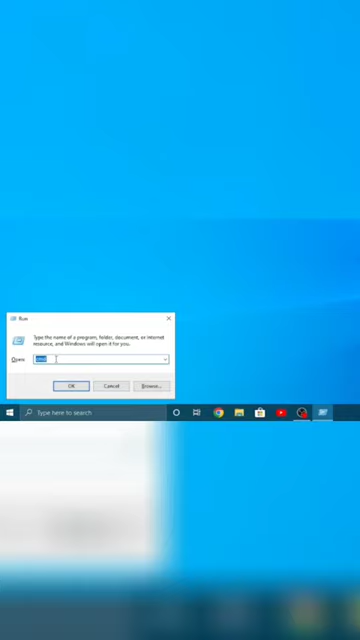 Run
Type the name of a program, folder, document, or Internet
resource, and Windows will open it for you.
Open:
OK
Cancel
Browse...
Type here to search